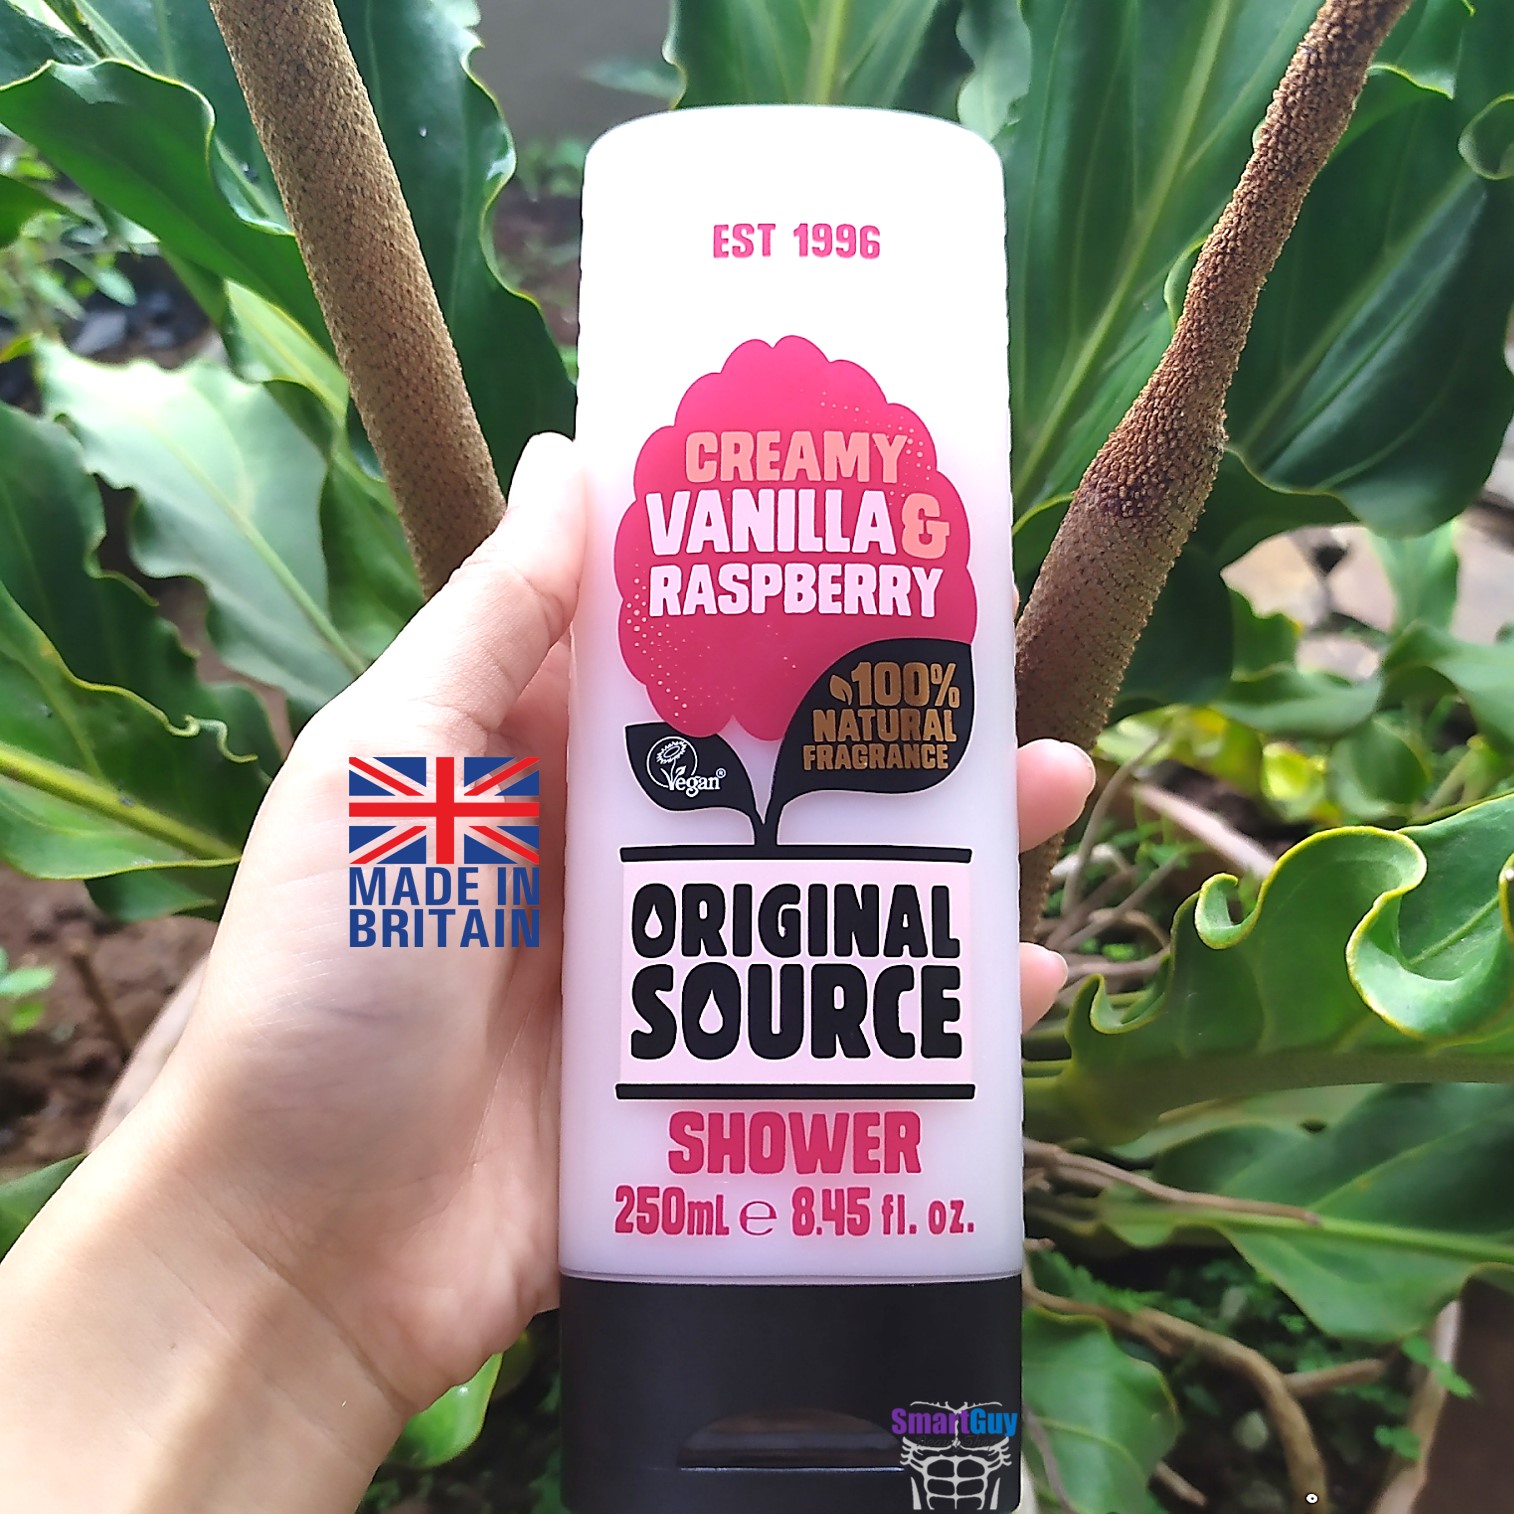 EST 1996
CREAMY
VANILLA &
RASPBERRY
100%
NATURAL
FRAGRANCE
Vegan®
MADE IN
BRITAIN
ORIGINAL
SOURCE
SHOWER
250mL ℮ 8.45 fl. oz.
SmartGuy